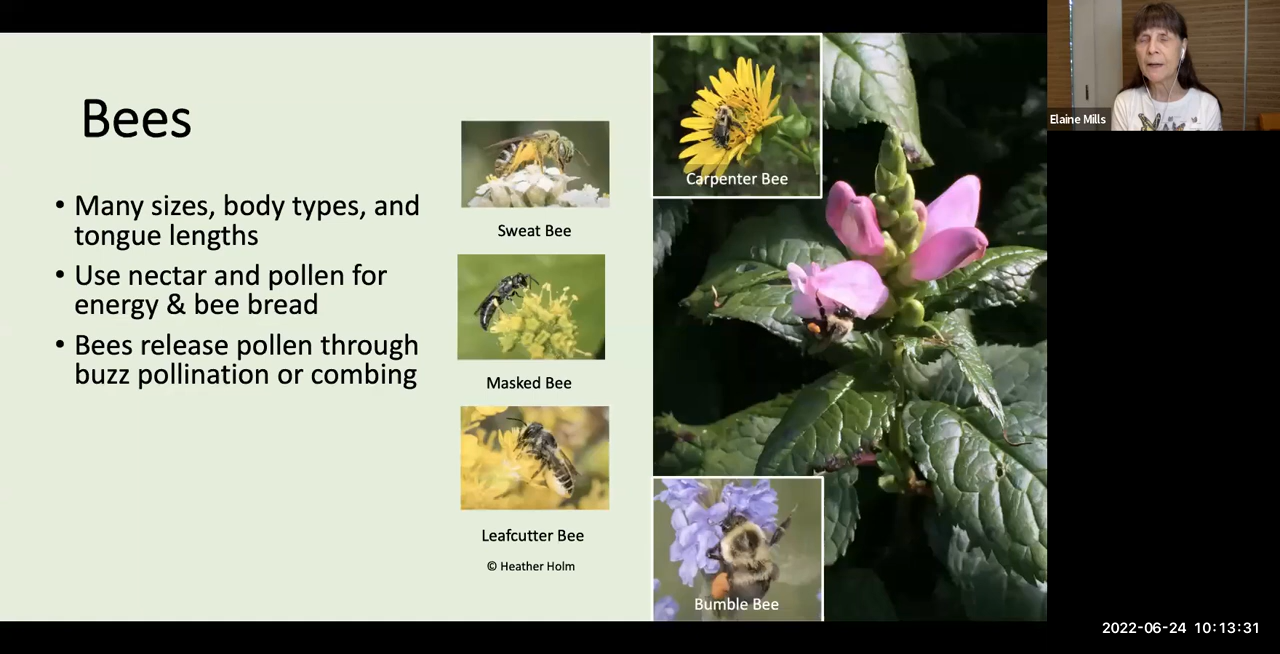 Bees
• Many sizes, body types, and
tongue lengths
• Use nectar and pollen for
energy & bee bread
• Bees release pollen through
buzz pollination or combing
Sweat Bee
Masked Bee
Leafcutter Bee
© Heather Holm
Carpenter Bee
Bumble Bee
Elaine Mills
2022-06-24 10:13:31